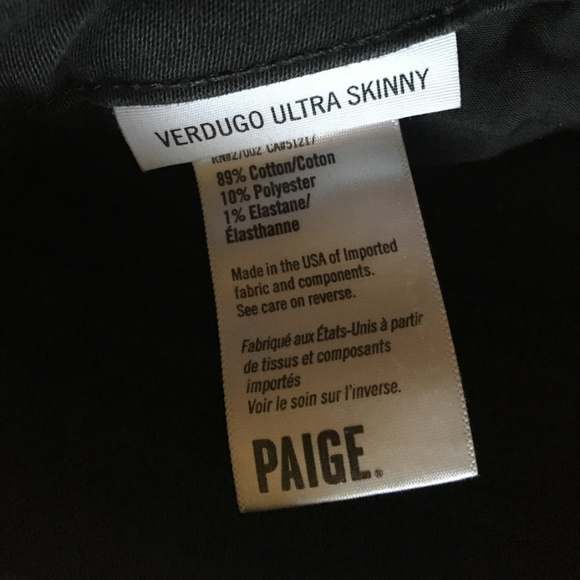 VERDUGO ULTRA SKINNY
RN#27002 CA#51217
89% Cotton/Coton
10% Polyester
1% Elastane/
Élasthanne
Made in the USA of Imported
fabric and components.
See care on reverse.
Fabriqué aux États-Unis à partir
de tissus et composants
importés
Voir le soin sur l'inverse.
PAIGE®